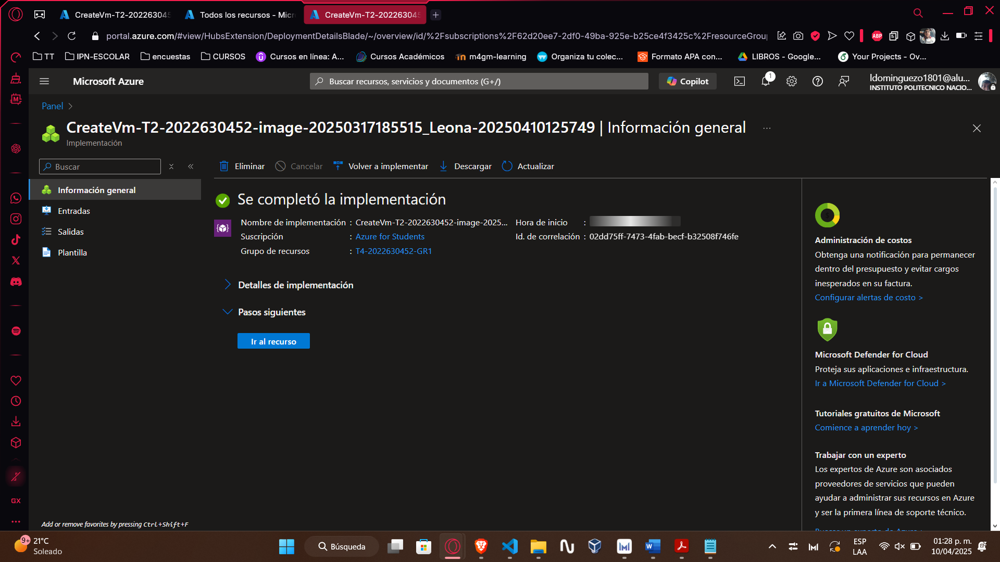 CreateVm-T2-202263045
Todos los recursos - Micr
CreateVm-T2-202263045
portal.azure.com/#view/HubsExtension/DeploymentDetailsBlade/~/overview/id/%2Fsubscriptions%2F62d20ee7-2df0-49ba-925e-b25ce4f3425c%2FresourceGroup
ABP
TT
IPN-ESCOLAR
encuestas
CURSOS
Cursos en línea: A...
Cursos Académicos
m4gm-learning
Organiza tu colec...
Formato APA con...
LIBROS - Google...
Your Projects - Ov...
Microsoft Azure
Buscar recursos, servicios y documentos (G+/)
Copilot
1
ldominguezo1801@alu...
INSTITUTO POLITECNICO NACIO...
Panel
CreateVm-T2-2022630452-image-20250317185515_Leona-20250410125749 | Información general
Implementación
Buscar
Eliminar
Cancelar
Volver a implementar
Descargar
Actualizar
Información general
Entradas
Salidas
Plantilla
Se completó la implementación
Nombre de implementación : CreateVm-T2-2022630452-image-2025...
Suscripción : Azure for Students
Grupo de recursos : T4-2022630452-GR1
Hora de inicio :
Id. de correlación : 02dd75ff-7473-4fab-becf-b32508f746fe
Detalles de implementación
Pasos siguientes
Ir al recurso
Administración de costos
Obtenga una notificación para permanecer
dentro del presupuesto y evitar cargos
inesperados en su factura.
Configurar alertas de costo >
Microsoft Defender for Cloud
Proteja sus aplicaciones e infraestructura.
Ir a Microsoft Defender for Cloud >
Tutoriales gratuitos de Microsoft
Comience a aprender hoy >
Trabajar con un experto
Los expertos de Azure son asociados
proveedores de servicios que pueden
ayudar a administrar sus recursos en Azure
y ser la primera línea de soporte técnico.
Buscar un experto de Azure >
GX
Add or remove favorites by pressing Ctrl+Shift+F
9+
21°C
Soleado
Búsqueda
ESP
LAA
01:28 p. m.
10/04/2025